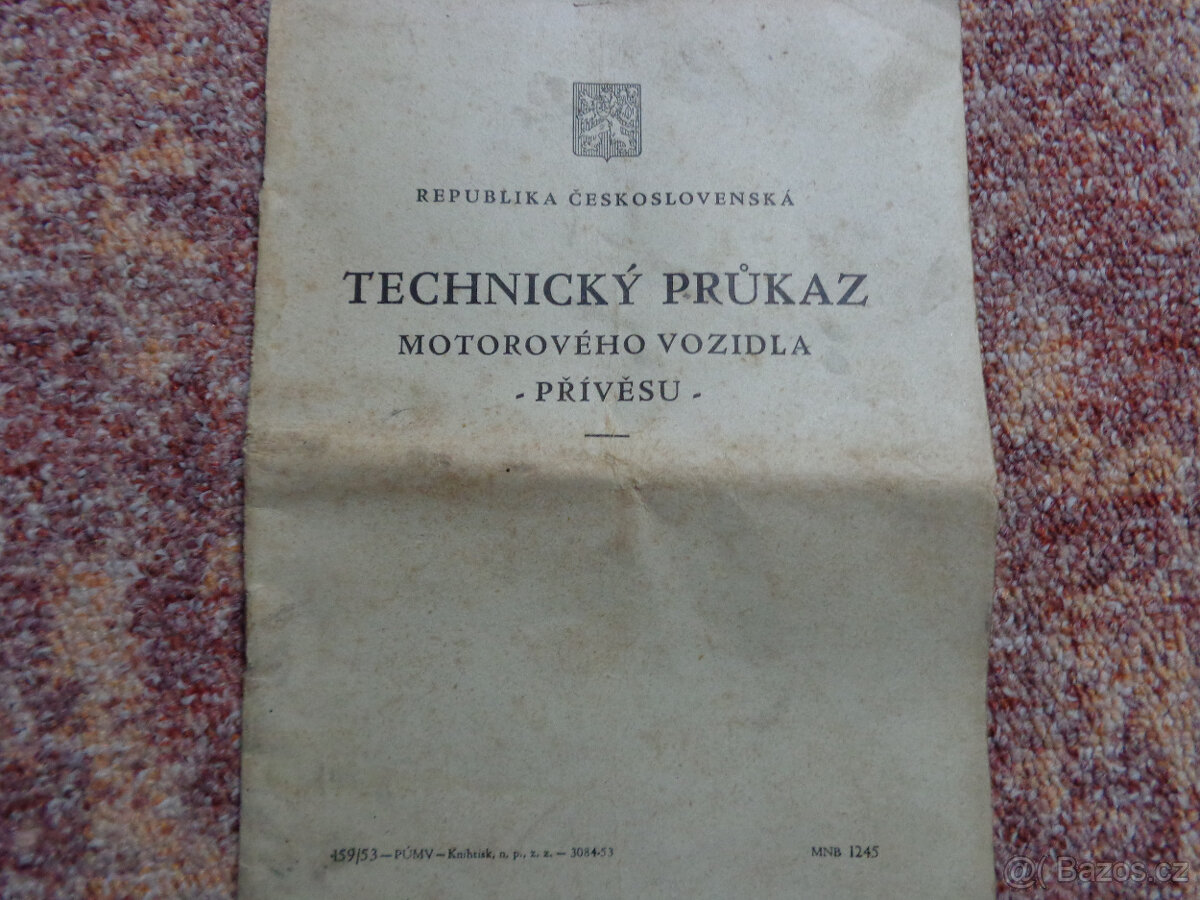 REPUBLIKA ČESKOSLOVENSKÁ
TECHNICKÝ PRŮKAZ
MOTOROVÉHO VOZIDLA
- PŘÍVĚSU -
159/53 — PÚMV — Knihtisk, n. p., z. z. — 3084-53
MNB 1245
@( Bazos.cz